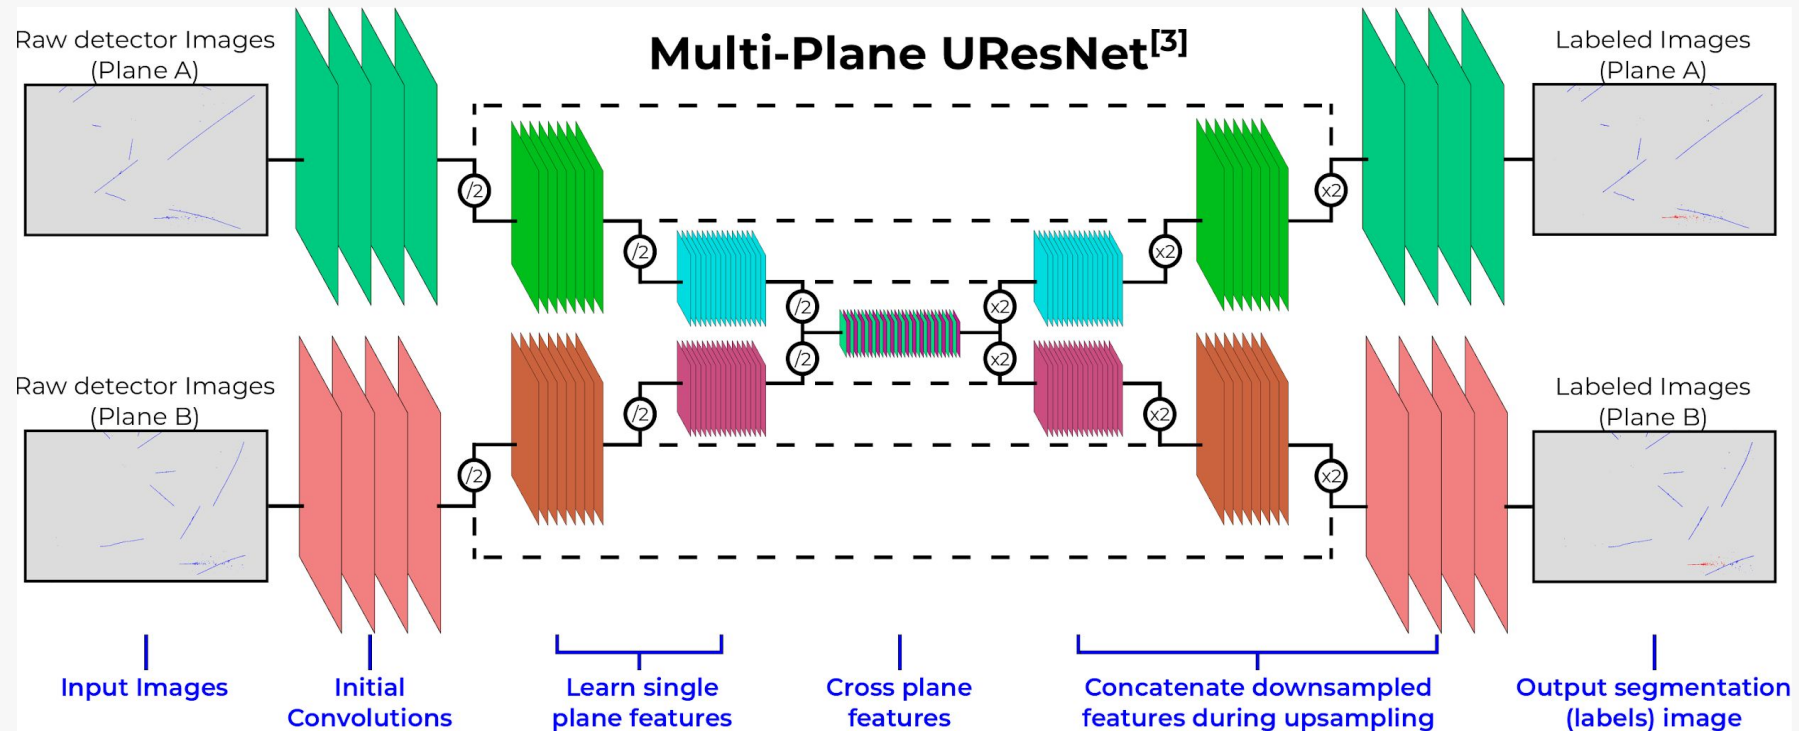 Multi-Plane UResNet[3]
Raw detector Images
(Plane A)
Labeled Images
(Plane A)
/2
x2
/2
x2
/2
x2
/2
x2
Raw detector Images
(Plane B)
Labeled Images
(Plane B)
/2
x2
/2
x2
Input Images
Initial
Convolutions
Learn single
plane features
Cross plane
features
Concatenate downsampled
features during upsampling
Output segmentation
(labels) image